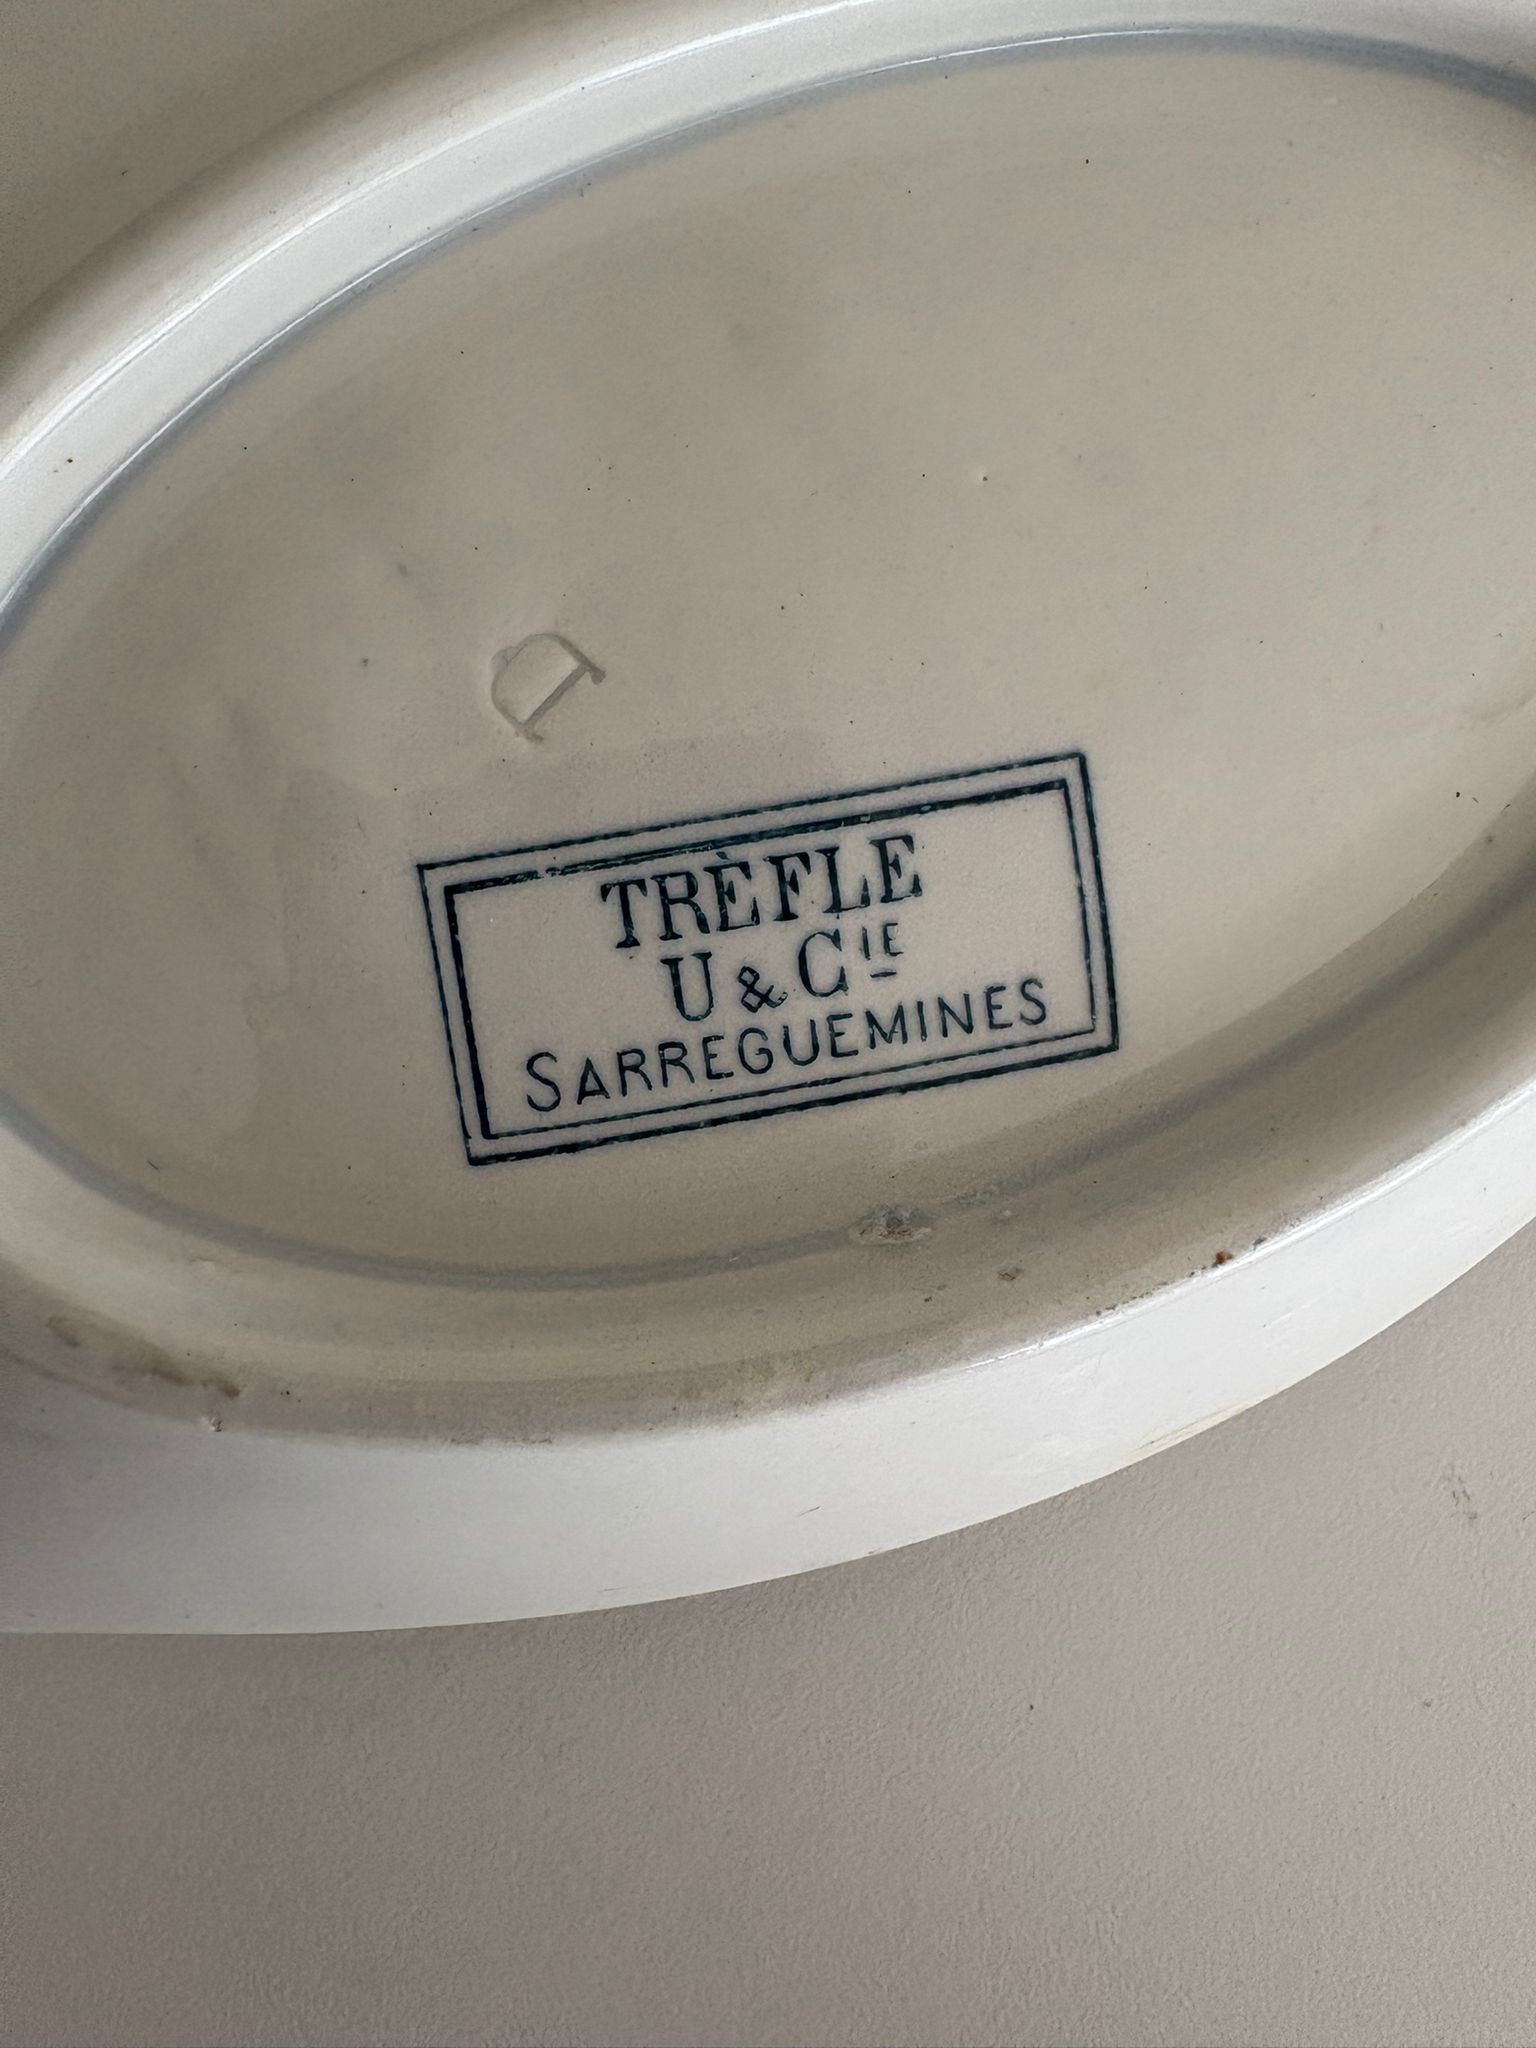 D
TRÈFLE
U & CIE
SARREGUEMINES